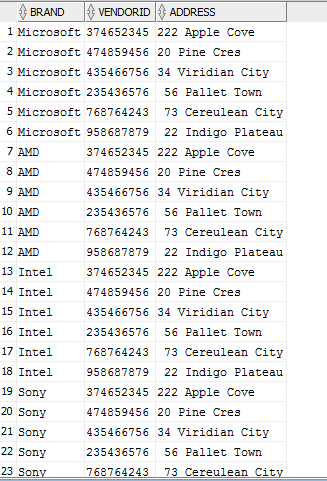 BRAND VENDORID ADDRESS
1 Microsoft 374652345 222 Apple Cove
2 Microsoft 474859456 20 Pine Cres
3 Microsoft 435466756 34 Viridian City
4 Microsoft 235436576 56 Pallet Town
5 Microsoft 768764243 73 Cereulean City
6 Microsoft 958687879 22 Indigo Plateau
7 AMD 374652345 222 Apple Cove
8 AMD 474859456 20 Pine Cres
9 AMD 435466756 34 Viridian City
10 AMD 235436576 56 Pallet Town
11 AMD 768764243 73 Cereulean City
12 AMD 958687879 22 Indigo Plateau
13 Intel 374652345 222 Apple Cove
14 Intel 474859456 20 Pine Cres
15 Intel 435466756 34 Viridian City
16 Intel 235436576 56 Pallet Town
17 Intel 768764243 73 Cereulean City
18 Intel 958687879 22 Indigo Plateau
19 Sony 374652345 222 Apple Cove
20 Sony 474859456 20 Pine Cres
21 Sony 435466756 34 Viridian City
22 Sony 235436576 56 Pallet Town
23 Sony 768764243 73 Cereulean City